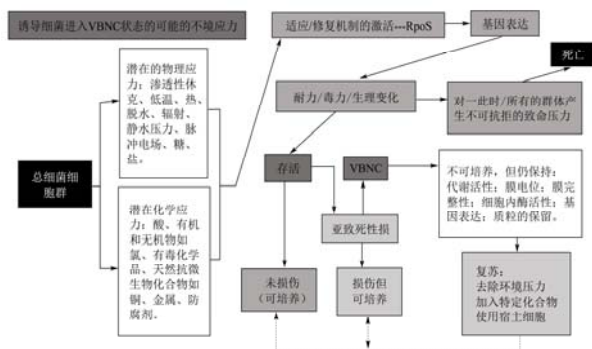 诱导细菌进入VBNC状态的可能的不境应力
适应/修复机制的激活---RpoS
基因表达
死亡
潜在的物理应
力：渗透性休
克、低温、热、
脱水、辐射、
静水压力、脉
冲电场、糖、
盐。
耐力/毒力/生理变化
对一此时/所有的群体产
生不可抗拒的致命压力
总细菌细
胞群
存活
VBNC
不可培养，但仍保持：
代谢活性；膜电位；膜完
整性；细胞内酶活性；基
因表达；质粒的保留。
潜在化学应
力：酸、有机
和无机物如
氯、有毒化学
品、天然抗微
生物化合物如
铜、金属、防
腐剂.
亚致死性损
未损伤
（可培养）
损伤但
可培养
复苏：
去除环境压力
加入特定化合物
使用宿主细胞